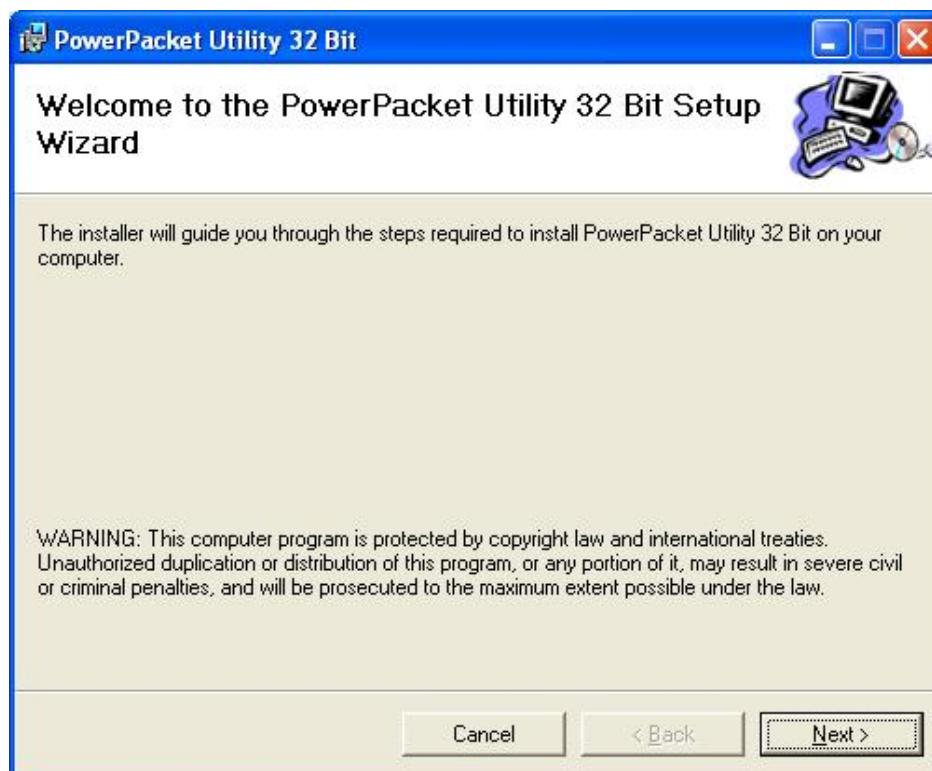 PowerPacket Utility 32 Bit
Welcome to the PowerPacket Utility 32 Bit Setup
Wizard
The installer will guide you through the steps required to install PowerPacket Utility 32 Bit on your
computer.
WARNING: This computer program is protected by copyright law and international treaties.
Unauthorized duplication or distribution of this program, or any portion of it, may result in severe civil
or criminal penalties, and will be prosecuted to the maximum extent possible under the law.
Cancel
< Back
Next >